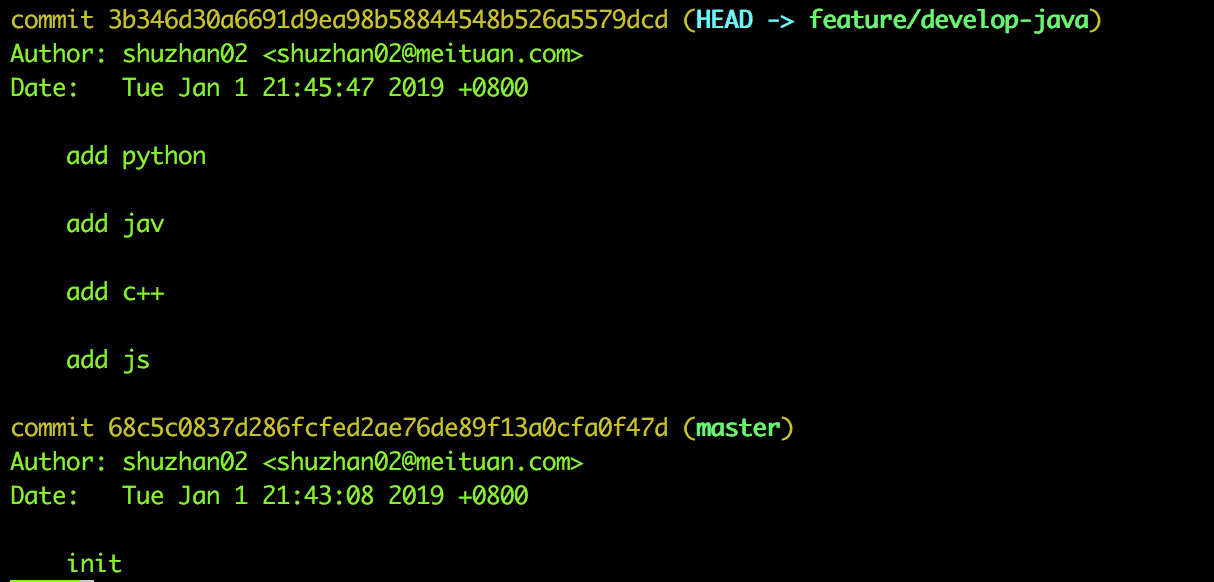 commit 3b346d30a6691d9ea98b58844548b526a5579dcd (HEAD -> feature/develop-java)
Author: shuzhan02 <shuzhan02@meituan.com>
Date:   Tue Jan 1 21:45:47 2019 +0800
add python
add jav
add c++
add js
commit 68c5c0837d286fcfed2ae76de89f13a0cfa0f47d (master)
Author: shuzhan02 <shuzhan02@meituan.com>
Date:   Tue Jan 1 21:43:08 2019 +0800
init